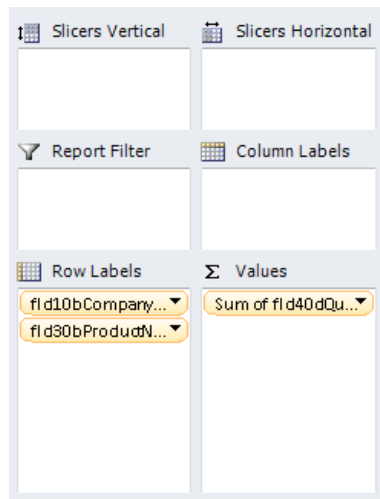 Slicers Vertical
Slicers Horizontal
Report Filter
Column Labels
Row Labels
Σ Values
fld10bCompany...
fld30bProductN...
Sum of fld40dQu...